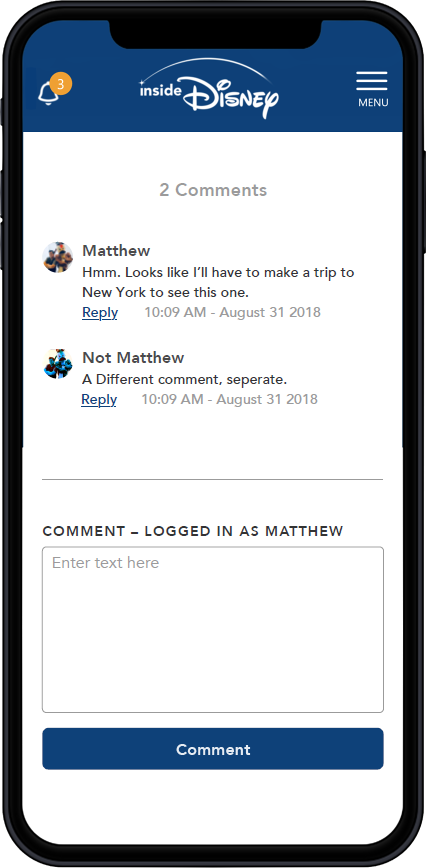 3
inside Disney
MENU
2 Comments
Matthew
Hmm. Looks like I'll have to make a trip to
New York to see this one.
Reply 10:09 AM - August 31 2018
Not Matthew
A Different comment, seperate.
Reply 10:09 AM - August 31 2018
COMMENT – LOGGED IN AS MATTHEW
Enter text here
Comment